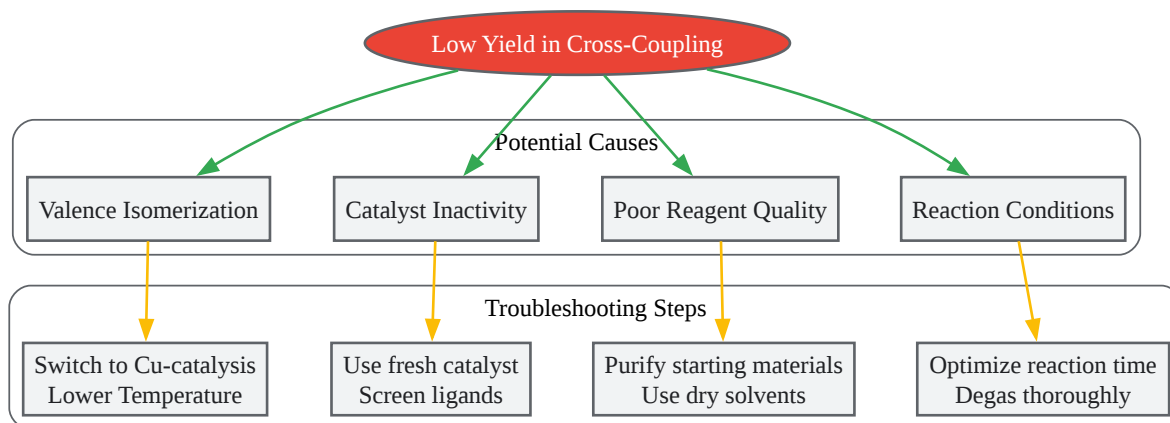 Low Yield in Cross-Coupling
Potential Causes
Valence Isomerization
Catalyst Inactivity
Poor Reagent Quality
Reaction Conditions
Troubleshooting Steps
Switch to Cu-catalysis
Lower Temperature
Use fresh catalyst
Screen ligands
Purify starting materials
Use dry solvents
Optimize reaction time
Degas thoroughly